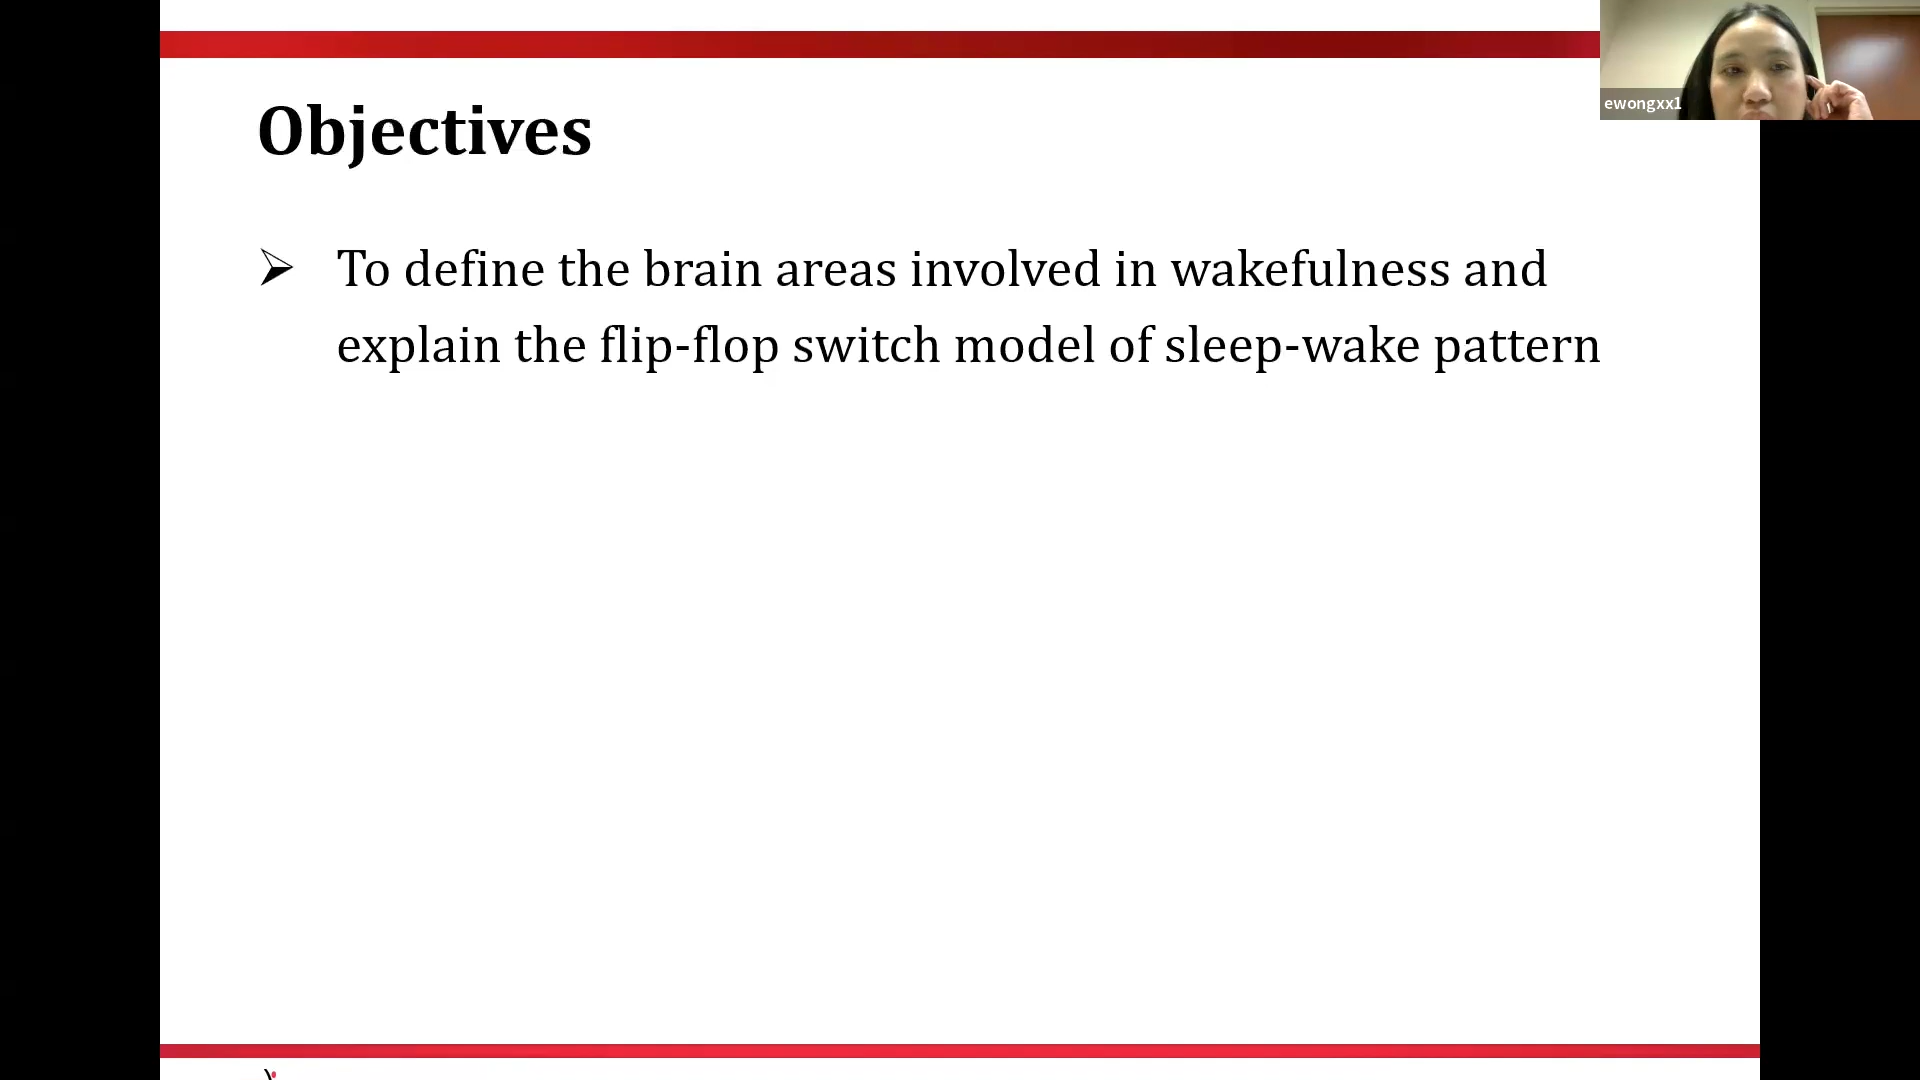 Objectives
ewongxx1
➢ To define the brain areas involved in wakefulness and
explain the flip-flop switch model of sleep-wake pattern